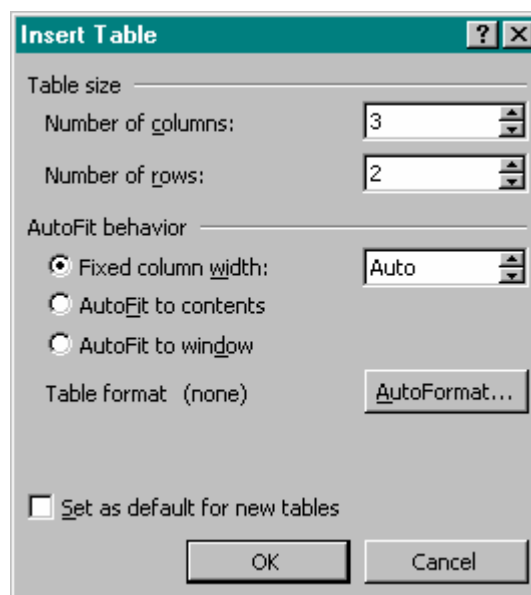 Insert Table ? X
Table size
Number of columns: 3
Number of rows: 2
AutoFit behavior
Fixed column width: Auto
AutoFit to contents
AutoFit to window
Table format (none) AutoFormat...
Set as default for new tables
OK Cancel